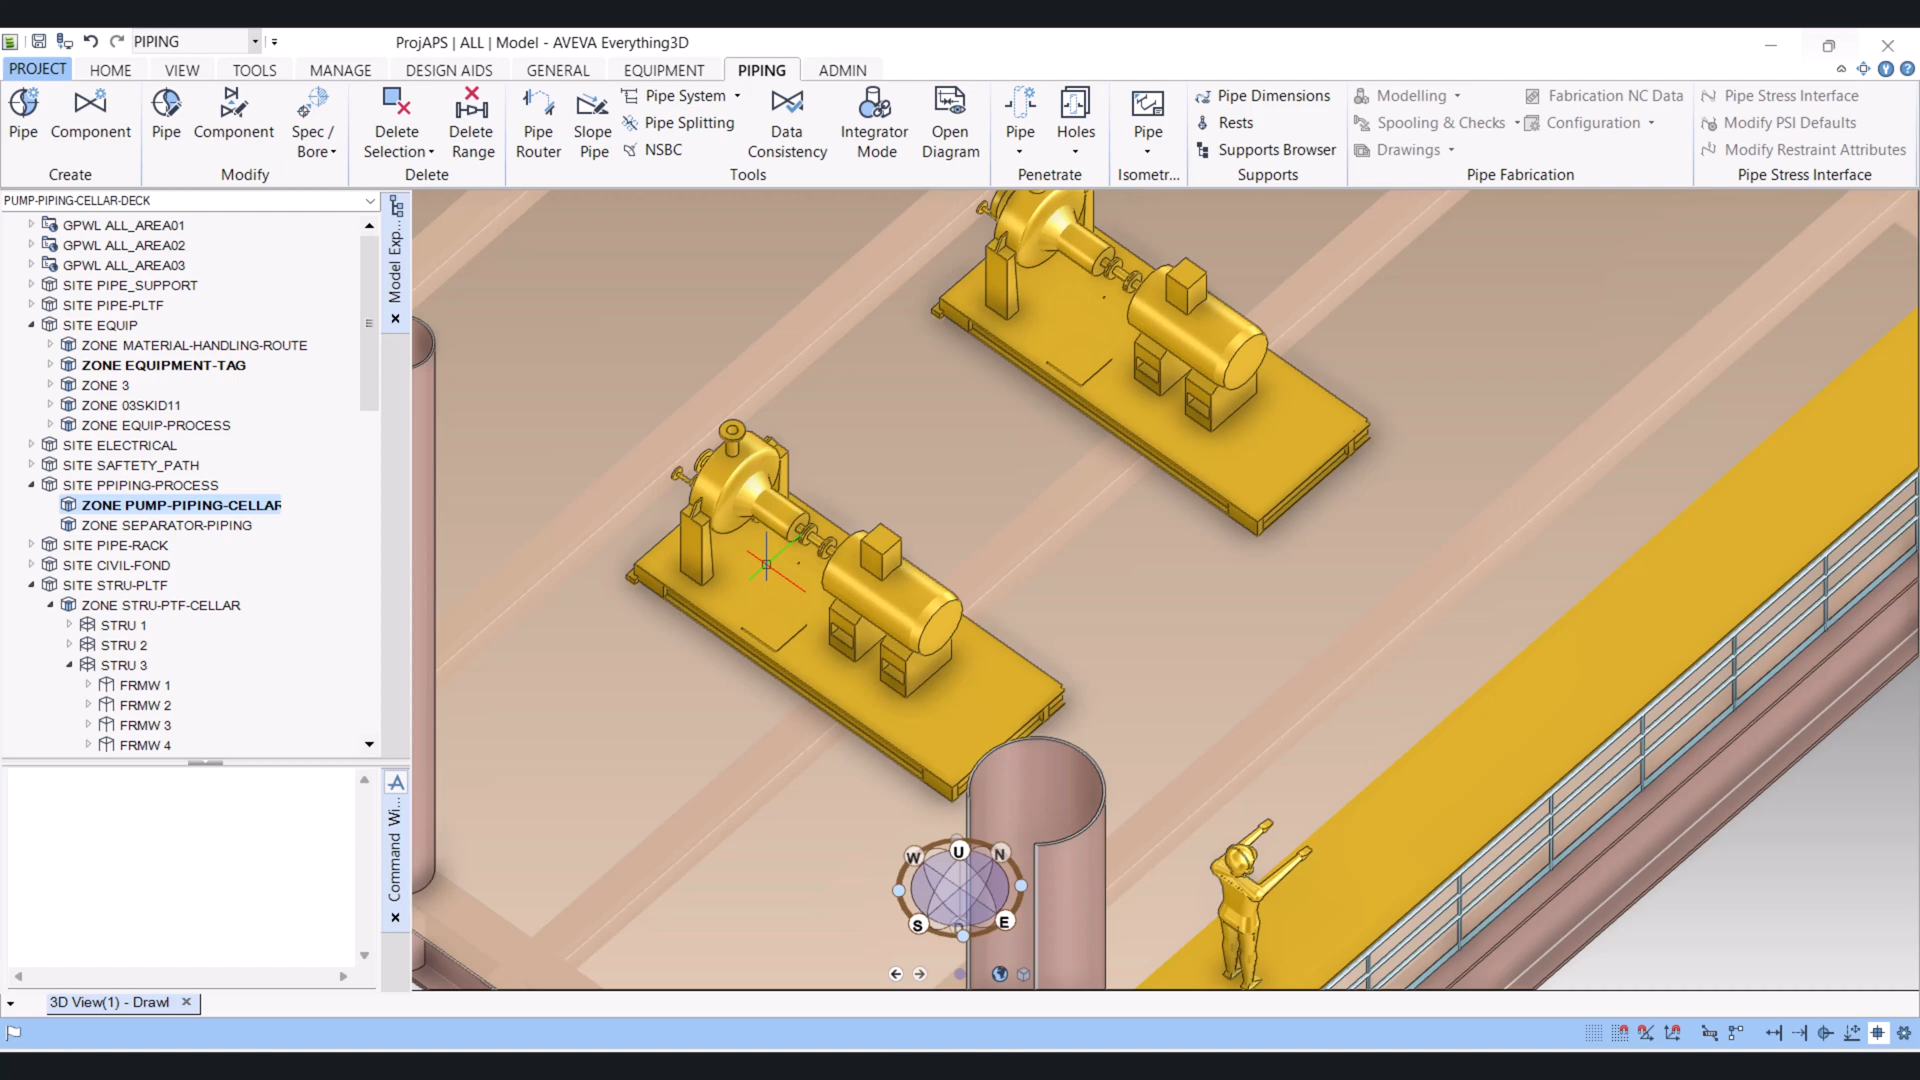 PIPING
ProjAPS | ALL | Model - AVEVA Everything3D
PROJECT HOME VIEW TOOLS MANAGE DESIGN AIDS GENERAL EQUIPMENT PIPING ADMIN
Pipe Component
Create
Pipe Component Spec / Bore
Modify
Delete Selection Delete Range
Delete
Pipe Router Slope Pipe
Pipe System
Pipe Splitting
NSBC
Data Consistency
Integrator Mode
Open Diagram
Tools
Pipe Holes
Penetrate
Pipe
Isometr...
Pipe Dimensions
Rests
Supports Browser
Supports
Modelling
Spooling & Checks
Drawings
Fabrication NC Data
Configuration
Pipe Fabrication
Pipe Stress Interface
Modify PSI Defaults
Modify Restraint Attributes
Pipe Stress Interface
PUMP-PIPING-CELLAR-DECK
GPWL ALL_AREA01
GPWL ALL_AREA02
GPWL ALL_AREA03
SITE PIPE_SUPPORT
SITE PIPE-PLTF
SITE EQUIP
ZONE MATERIAL-HANDLING-ROUTE
ZONE EQUIPMENT-TAG
ZONE 3
ZONE 03SKID11
ZONE EQUIP-PROCESS
SITE ELECTRICAL
SITE SAFTETY_PATH
SITE PPIPING-PROCESS
ZONE PUMP-PIPING-CELLAR
ZONE SEPARATOR-PIPING
SITE PIPE-RACK
SITE CIVIL-FOND
SITE STRU-PLTF
ZONE STRU-PTF-CELLAR
STRU 1
STRU 2
STRU 3
FRMW 1
FRMW 2
FRMW 3
FRMW 4
Model Exp...
Command Wi...
W U N
S D E
3D View(1) - Drawl